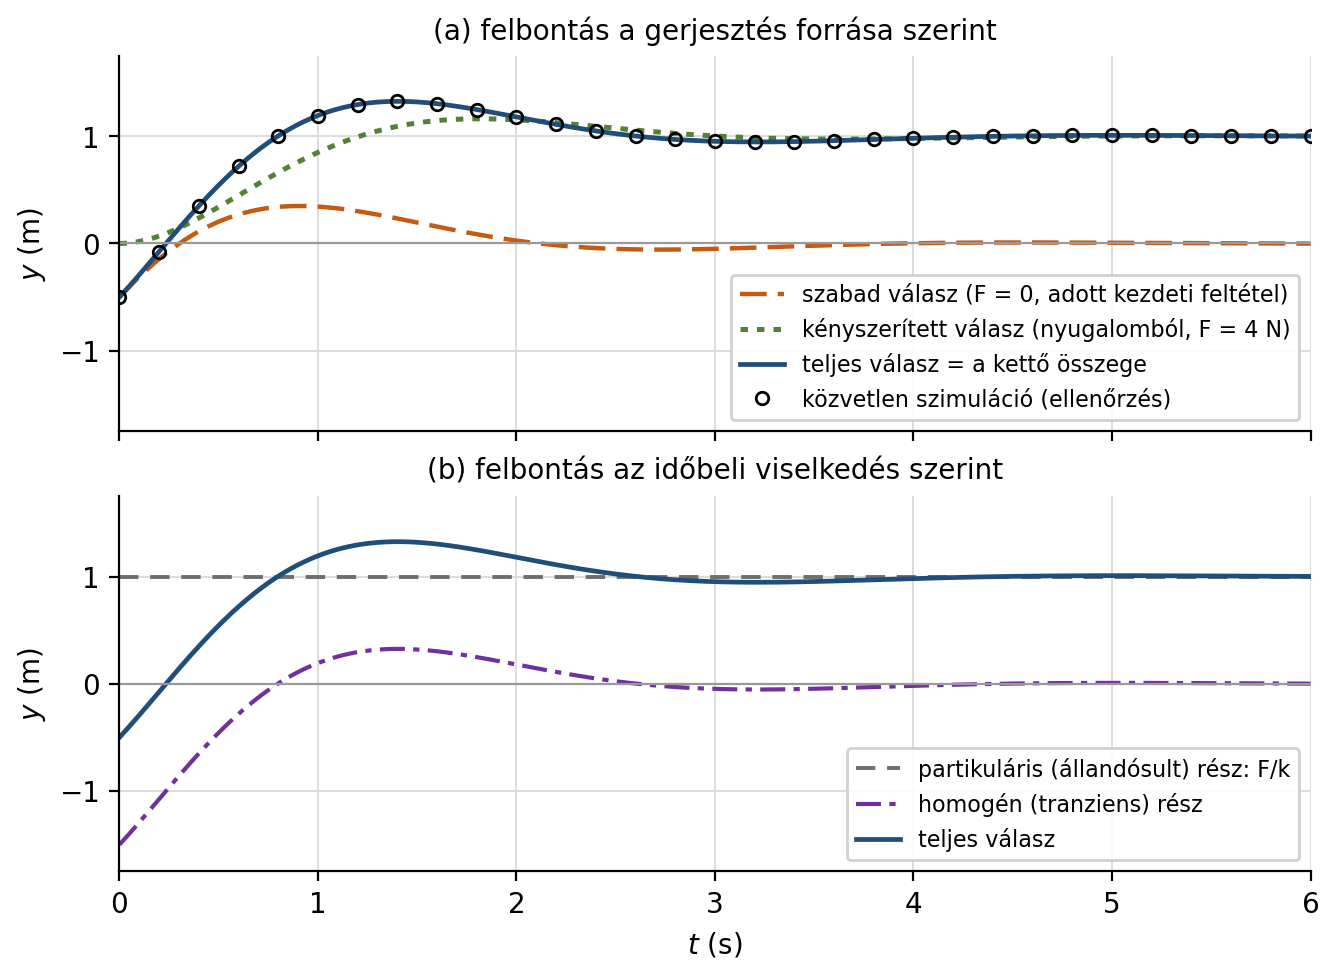 (a) felbontás a gerjesztés forrása szerint
1
0
−1
y (m)
szabad válasz (F = 0, adott kezdeti feltétel)
kényszerített válasz (nyugalomból, F = 4 N)
teljes válasz = a kettő összege
közvetlen szimuláció (ellenőrzés)
(b) felbontás az időbeli viselkedés szerint
1
0
−1
y (m)
partikuláris (állandósult) rész: F/k
homogén (tranziens) rész
teljes válasz
0 1 2 3 4 5 6
t (s)